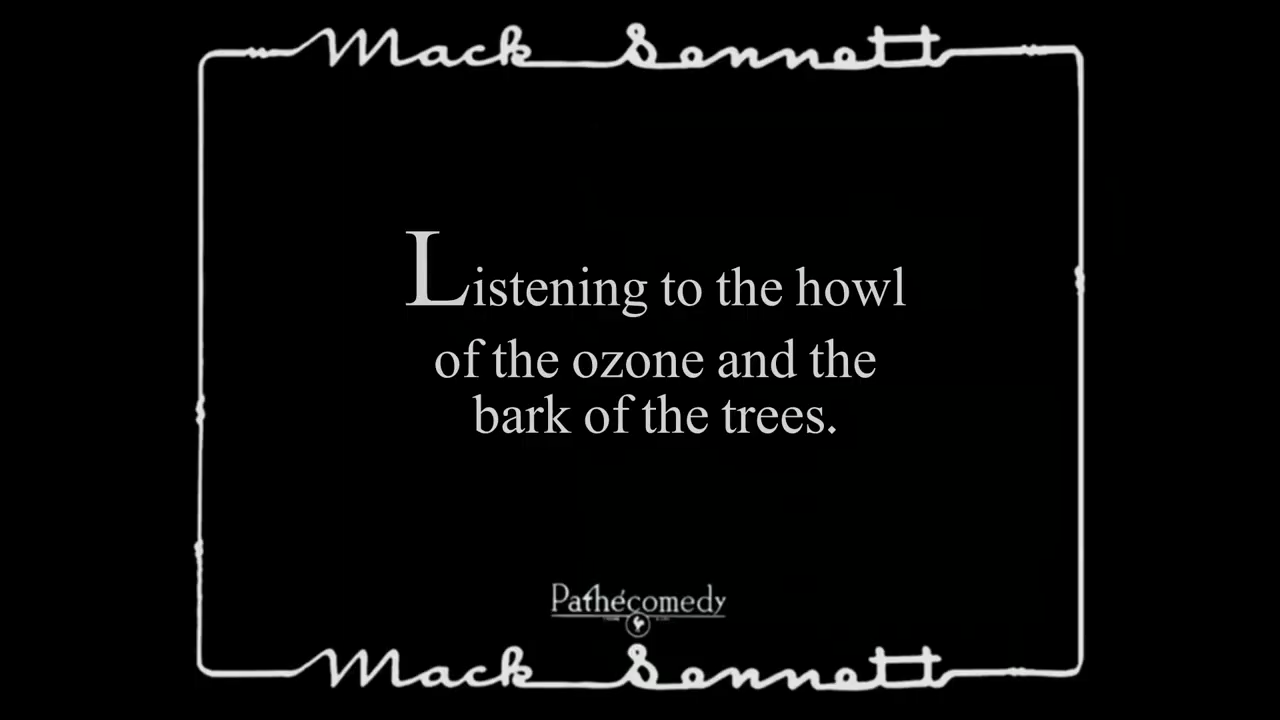 Mack Sennett
Listening to the howl
of the ozone and the
bark of the trees.
Pathécomedy
Mack Sennett